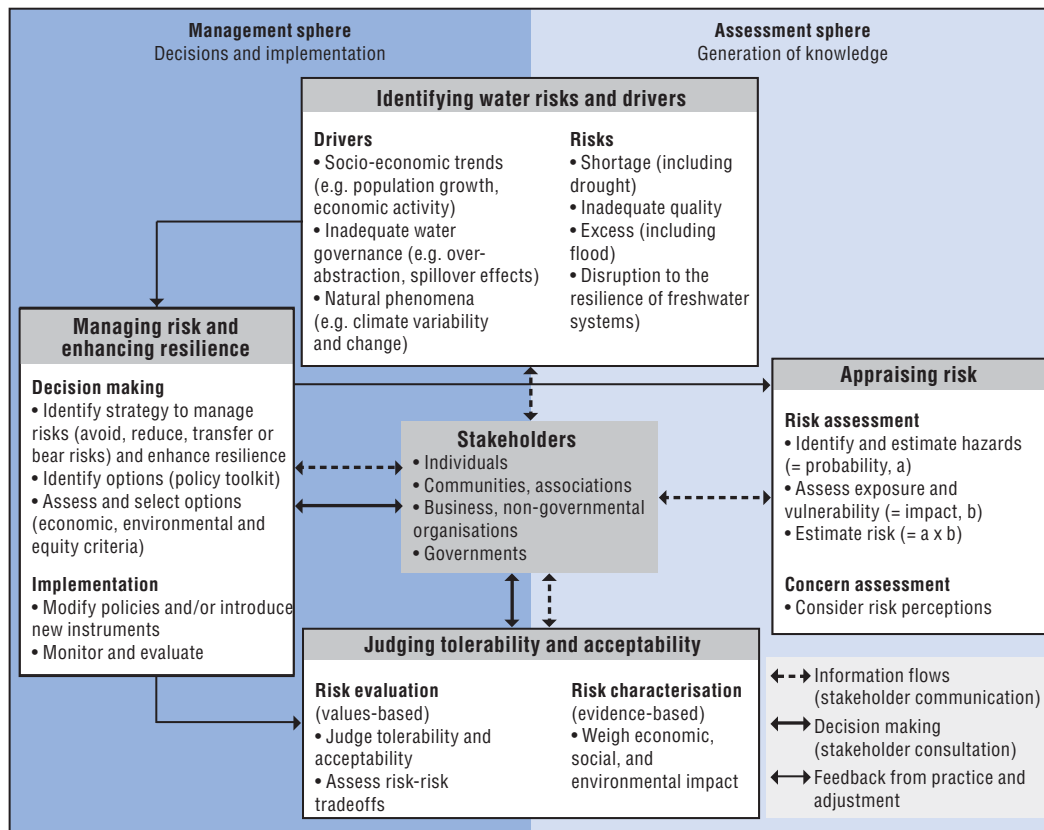 Management sphere
Decisions and implementation
Assessment sphere
Generation of knowledge
Identifying water risks and drivers
Drivers
• Socio-economic trends
(e.g. population growth,
economic activity)
• Inadequate water
governance (e.g. over-
abstraction, spillover effects)
• Natural phenomena
(e.g. climate variability
and change)
Risks
• Shortage (including
drought)
• Inadequate quality
• Excess (including
flood)
• Disruption to the
resilience of freshwater
systems)
Managing risk and
enhancing resilience
Decision making
• Identify strategy to manage
risks (avoid, reduce, transfer or
bear risks) and enhance resilience
• Identify options (policy toolkit)
• Assess and select options
(economic, environmental and
equity criteria)
Implementation
• Modify policies and/or introduce
new instruments
• Monitor and evaluate
Stakeholders
• Individuals
• Communities, associations
• Business, non-governmental
organisations
• Governments
Appraising risk
Risk assessment
• Identify and estimate hazards
(= probability, a)
• Assess exposure and
vulnerability (= impact, b)
• Estimate risk (= a x b)
Concern assessment
• Consider risk perceptions
Judging tolerability and acceptability
Risk evaluation
(values-based)
• Judge tolerability and
acceptability
• Assess risk-risk
tradeoffs
Risk characterisation
(evidence-based)
• Weigh economic,
social, and
environmental impact
Information flows
(stakeholder communication)
Decision making
(stakeholder consultation)
Feedback from practice and
adjustment